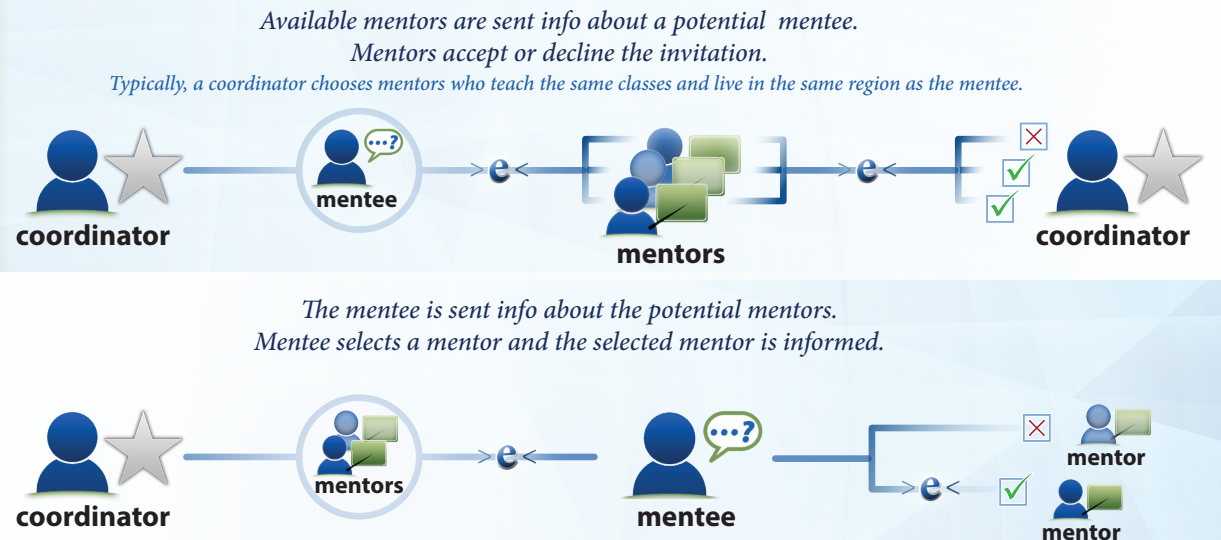 Available mentors are sent info about a potential mentee.
Mentors accept or decline the invitation.
Typically, a coordinator chooses mentors who teach the same classes and live in the same region as the mentee.
...?
mentee
> e <
> e <
coordinator
mentors
coordinator
The mentee is sent info about the potential mentors.
Mentee selects a mentor and the selected mentor is informed.
...?
mentors
> e <
mentor
> e <
coordinator
mentee
mentor